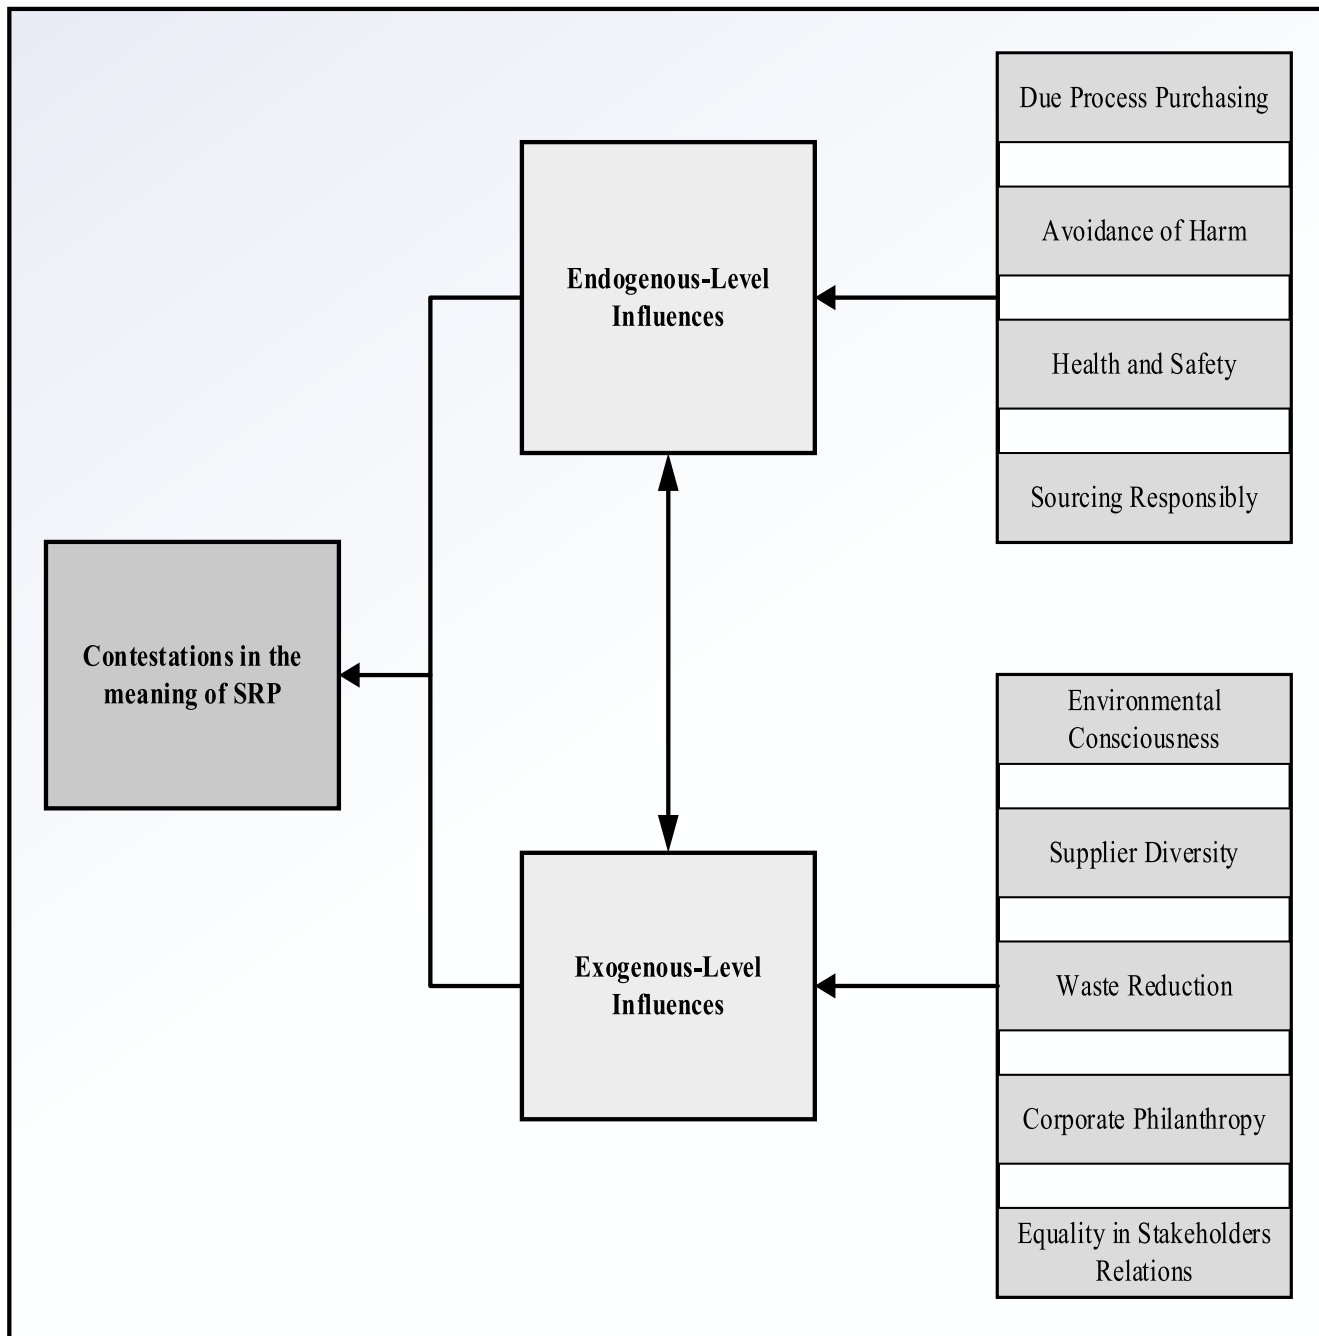 Due Process Purchasing
Avoidance of Harm
Health and Safety
Sourcing Responsibly
Endogenous-Level
Influences
Contestations in the
meaning of SRP
Exogenous-Level
Influences
Environmental
Consciousness
Supplier Diversity
Waste Reduction
Corporate Philanthropy
Equality in Stakeholders
Relations